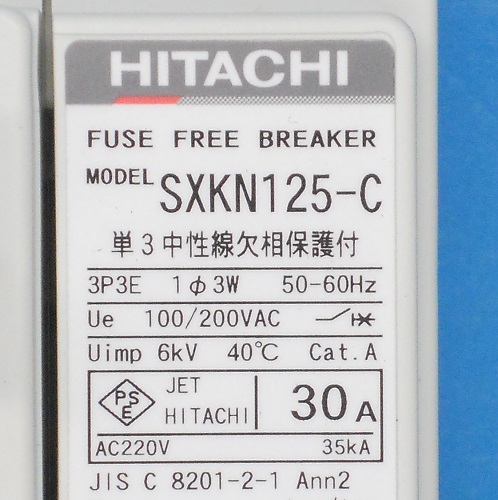 HITACHI
FUSE FREE BREAKER
MODEL SXKN125-C
単3中性線欠相保護付
3P3E 1φ3W 50-60Hz
Ue 100/200VAC
Uimp 6kV 40℃ Cat.A
PSE JET HITACHI 30A
AC220V 35kA
JIS C 8201-2-1 Ann2